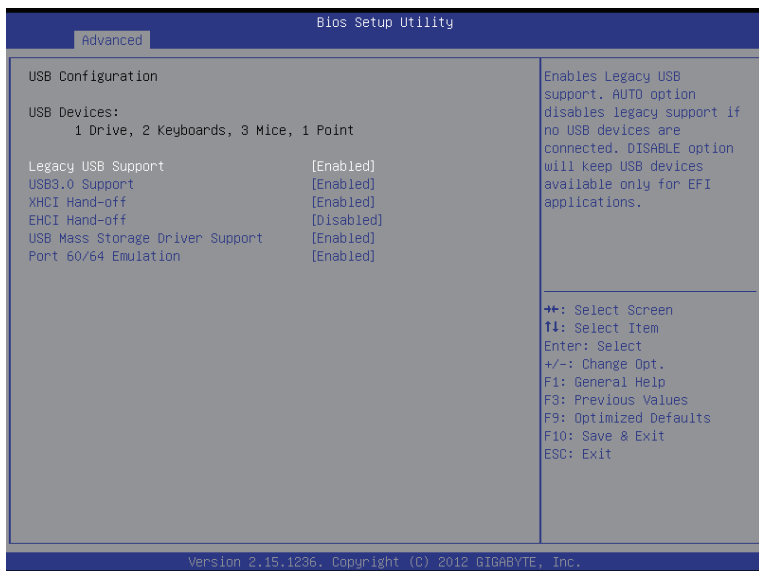 Bios Setup Utility
Advanced
USB Configuration
USB Devices:
1 Drive, 2 Keyboards, 3 Mice, 1 Point
Legacy USB Support [Enabled]
USB3.0 Support [Enabled]
XHCI Hand-off [Enabled]
EHCI Hand-off [Disabled]
USB Mass Storage Driver Support [Enabled]
Port 60/64 Emulation [Enabled]
Enables Legacy USB
support. AUTO option
disables legacy support if
no USB devices are
connected. DISABLE option
will keep USB devices
available only for EFI
applications.
→←: Select Screen
↑↓: Select Item
Enter: Select
+/-: Change Opt.
F1: General Help
F3: Previous Values
F9: Optimized Defaults
F10: Save & Exit
ESC: Exit
Version 2.15.1236. Copyright (C) 2012 GIGABYTE, Inc.